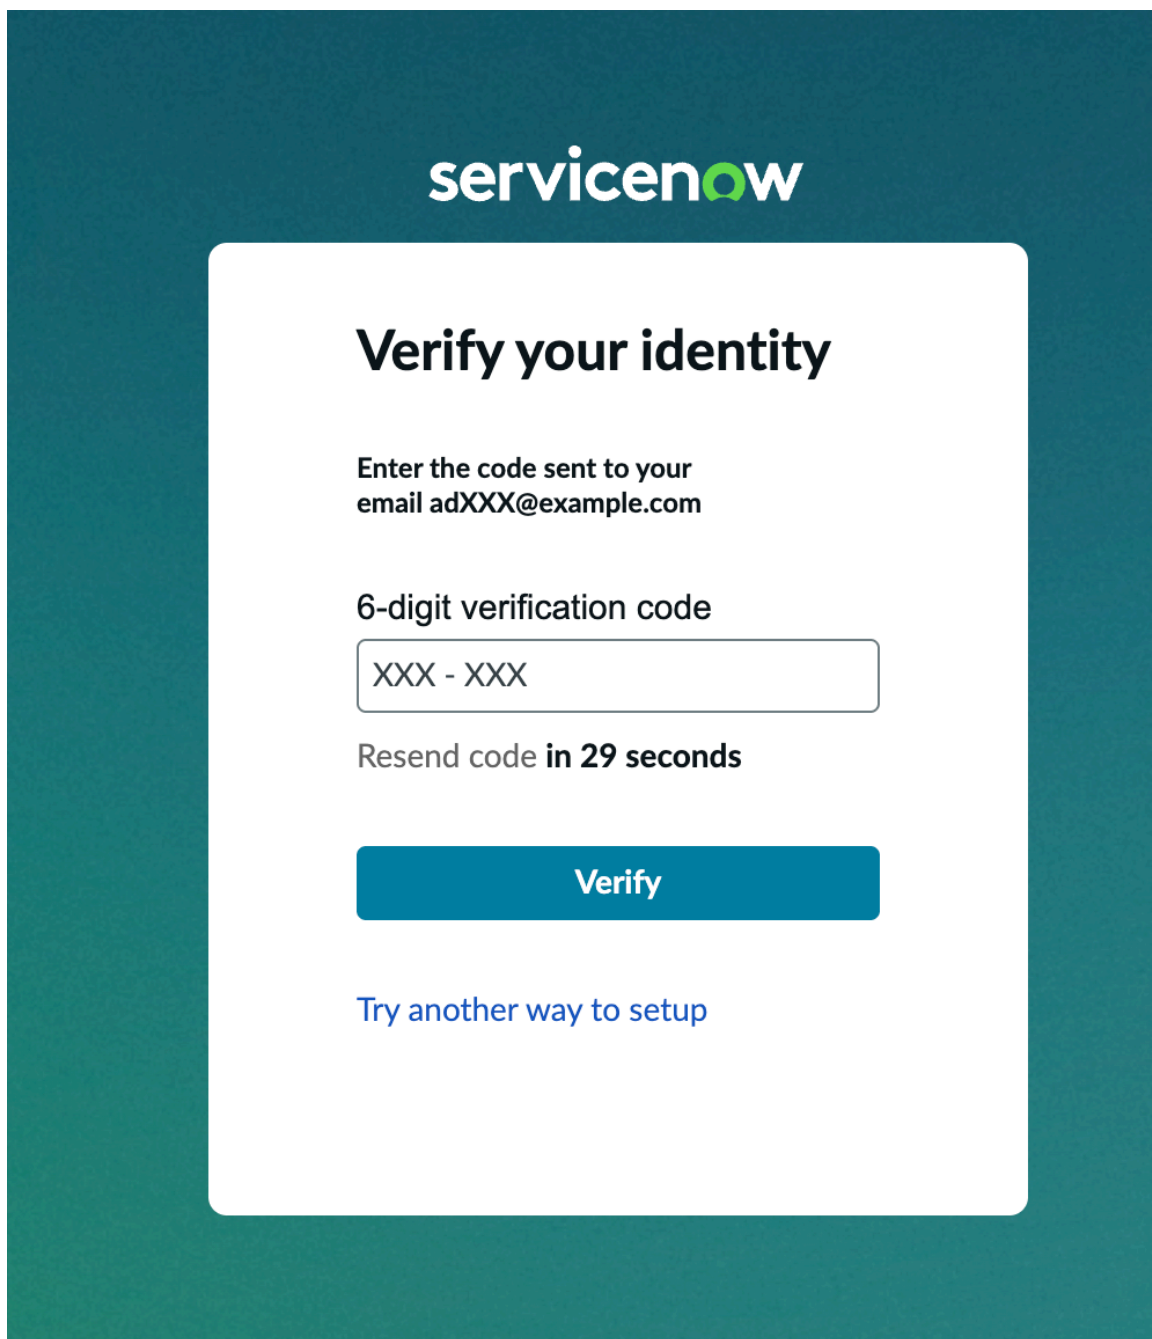 servicenow
Verify your identity
Enter the code sent to your
email adXXX@example.com
6-digit verification code
XXX - XXX
Resend code in 29 seconds
Verify
Try another way to setup